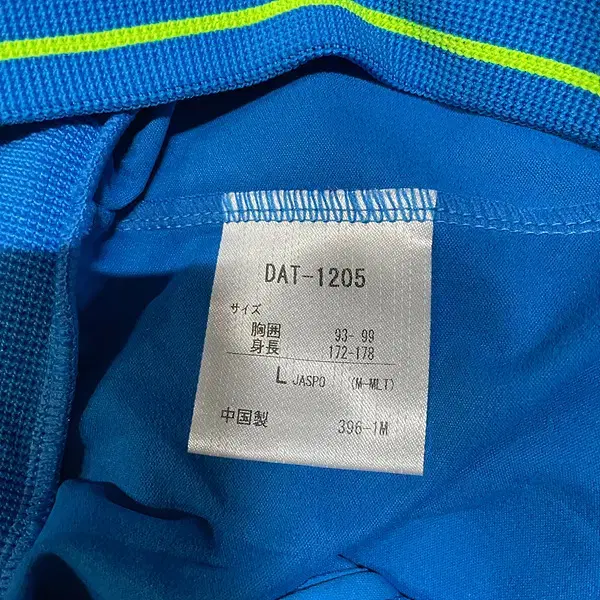 DAT-1205
サイズ
胸囲 93- 99
身長 172-178
L JASPO (M-MLT)
中国製 396-1M